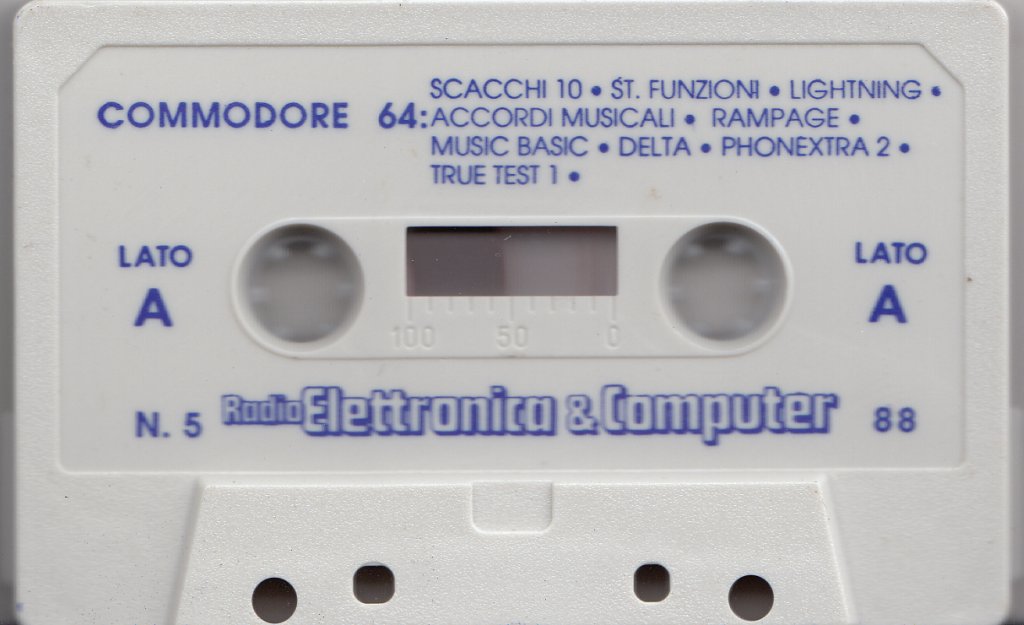 SCACCHI 10 • ST. FUNZIONI • LIGHTNING •
COMMODORE 64: ACCORDI MUSICALI • RAMPAGE •
MUSIC BASIC • DELTA • PHONEXTRA 2 •
TRUE TEST 1 •
LATO A
LATO A
100 50 0
N. 5 Radio Elettronica & Computer 88